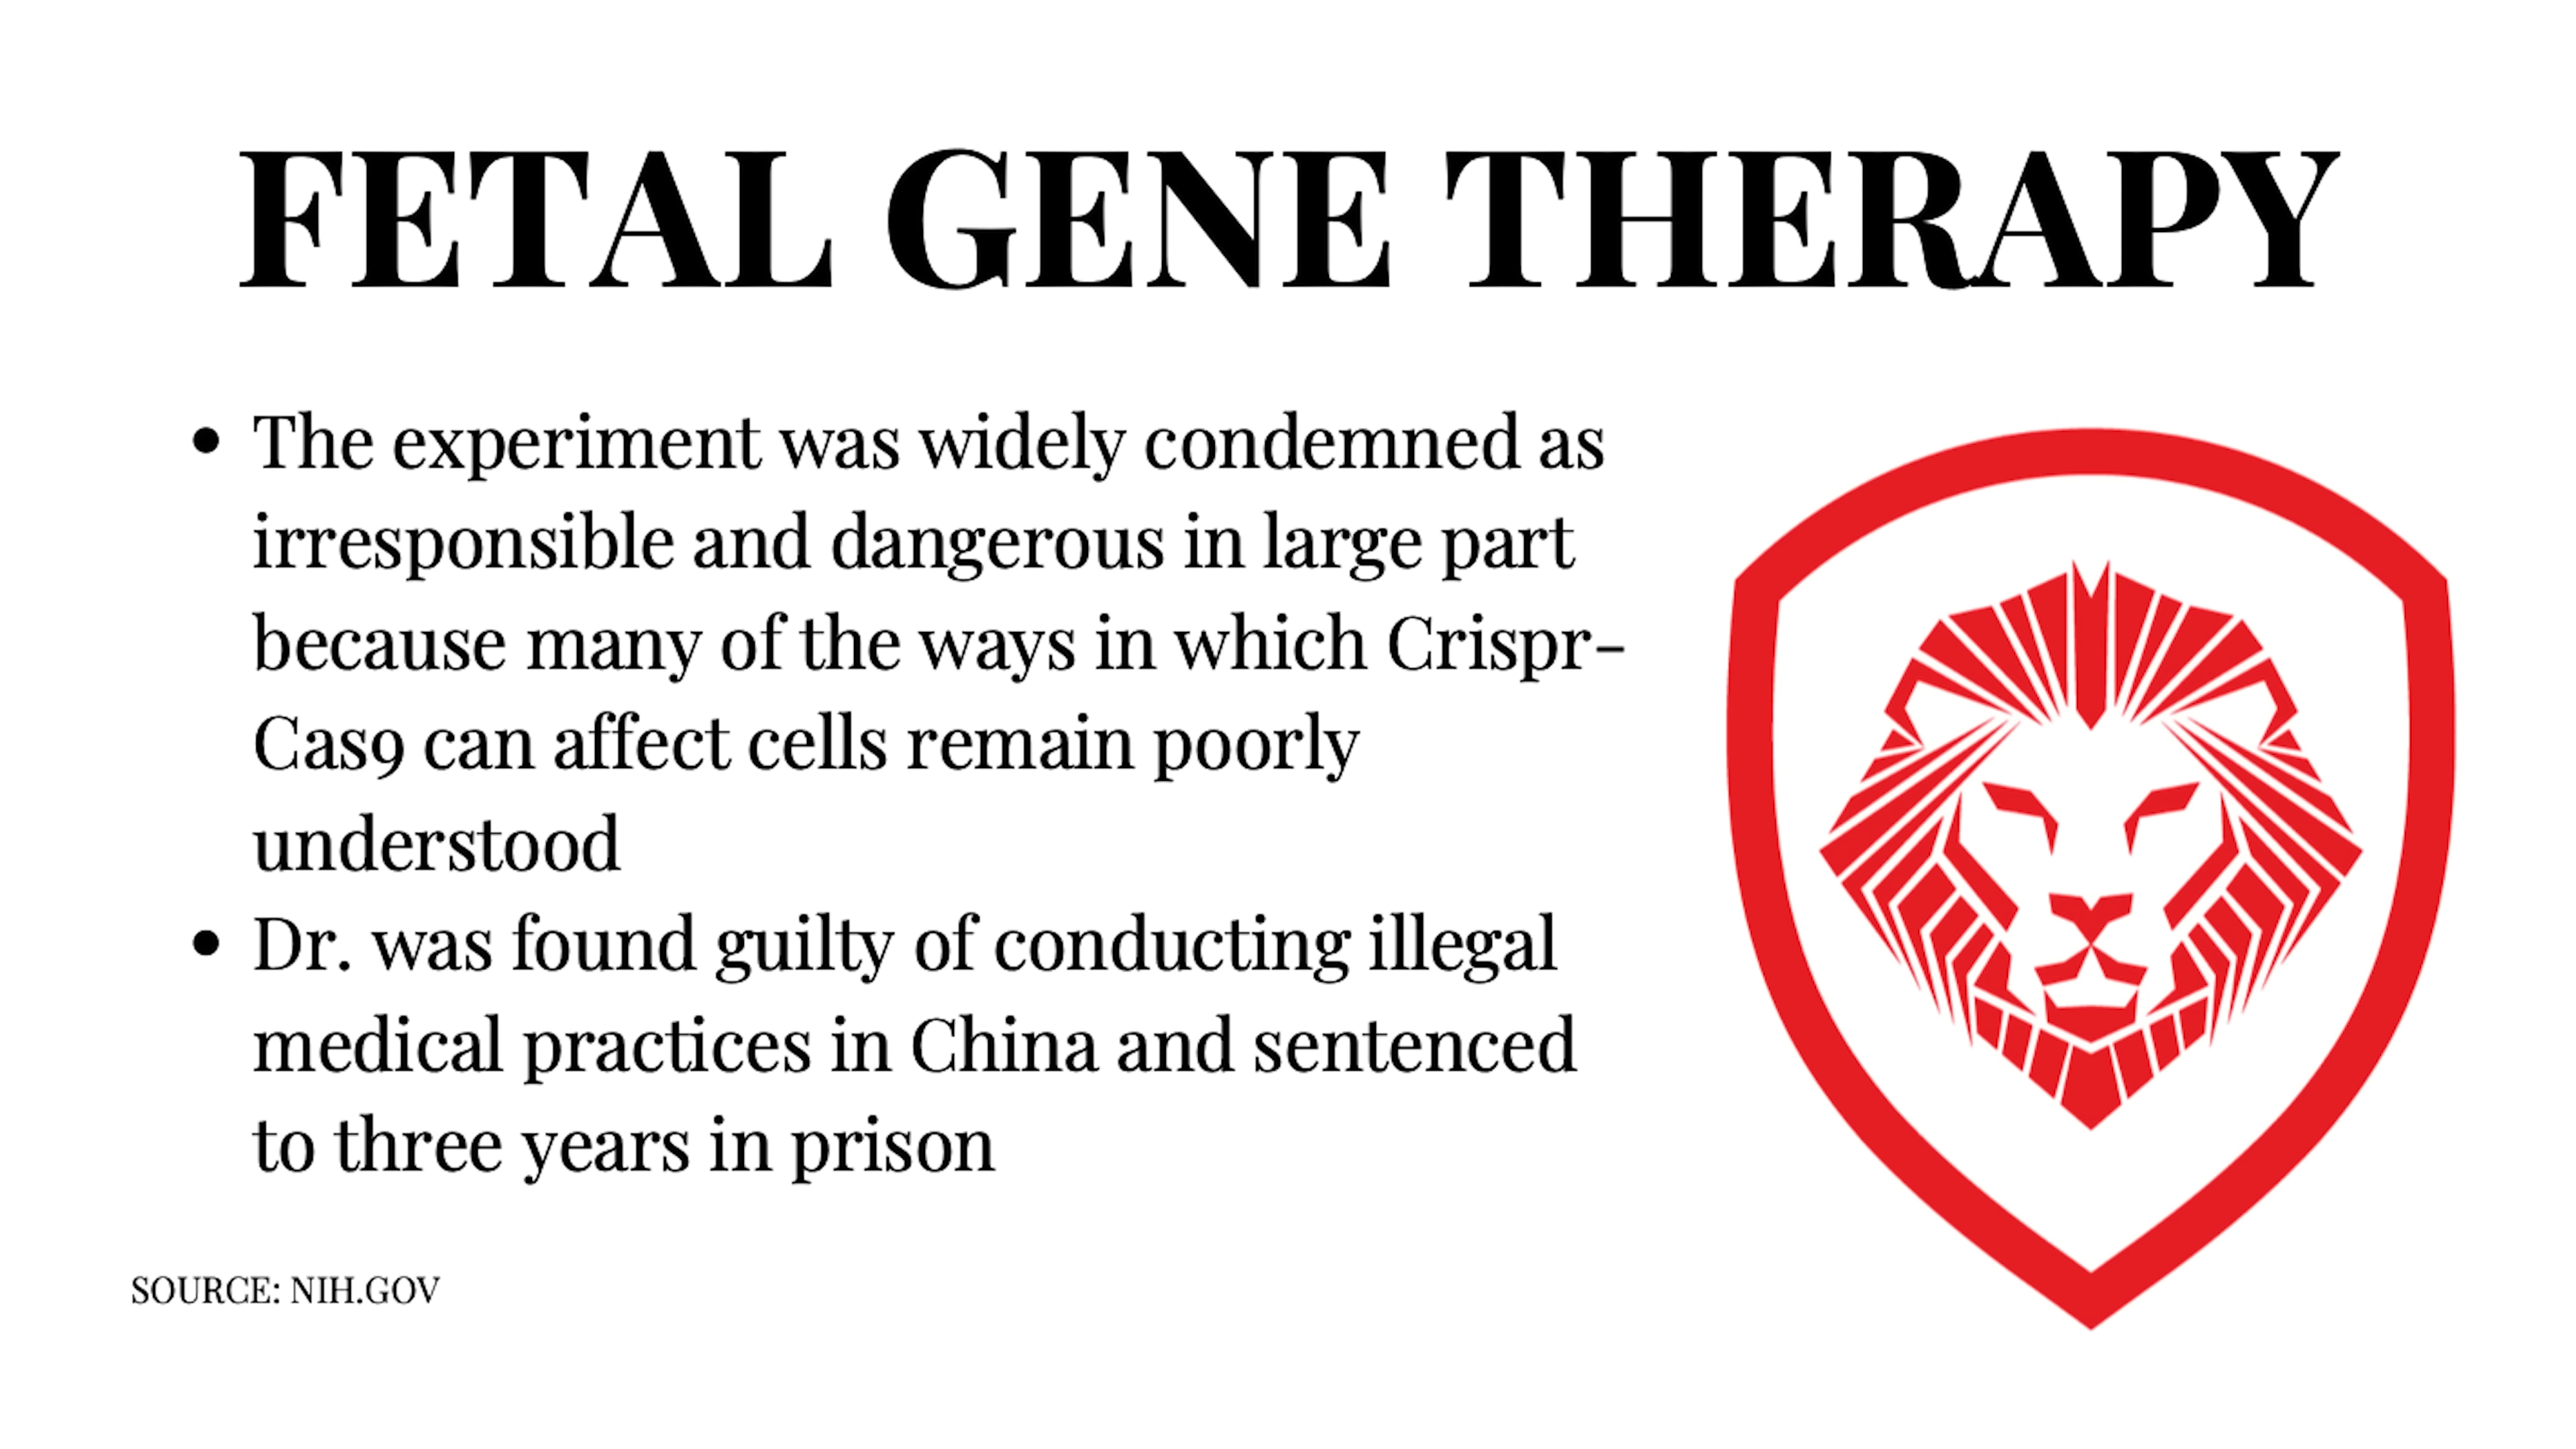 FETAL GENE THERAPY
• The experiment was widely condemned as
irresponsible and dangerous in large part
because many of the ways in which Crispr-
Cas9 can affect cells remain poorly
understood
• Dr. was found guilty of conducting illegal
medical practices in China and sentenced
to three years in prison
SOURCE: NIH.GOV